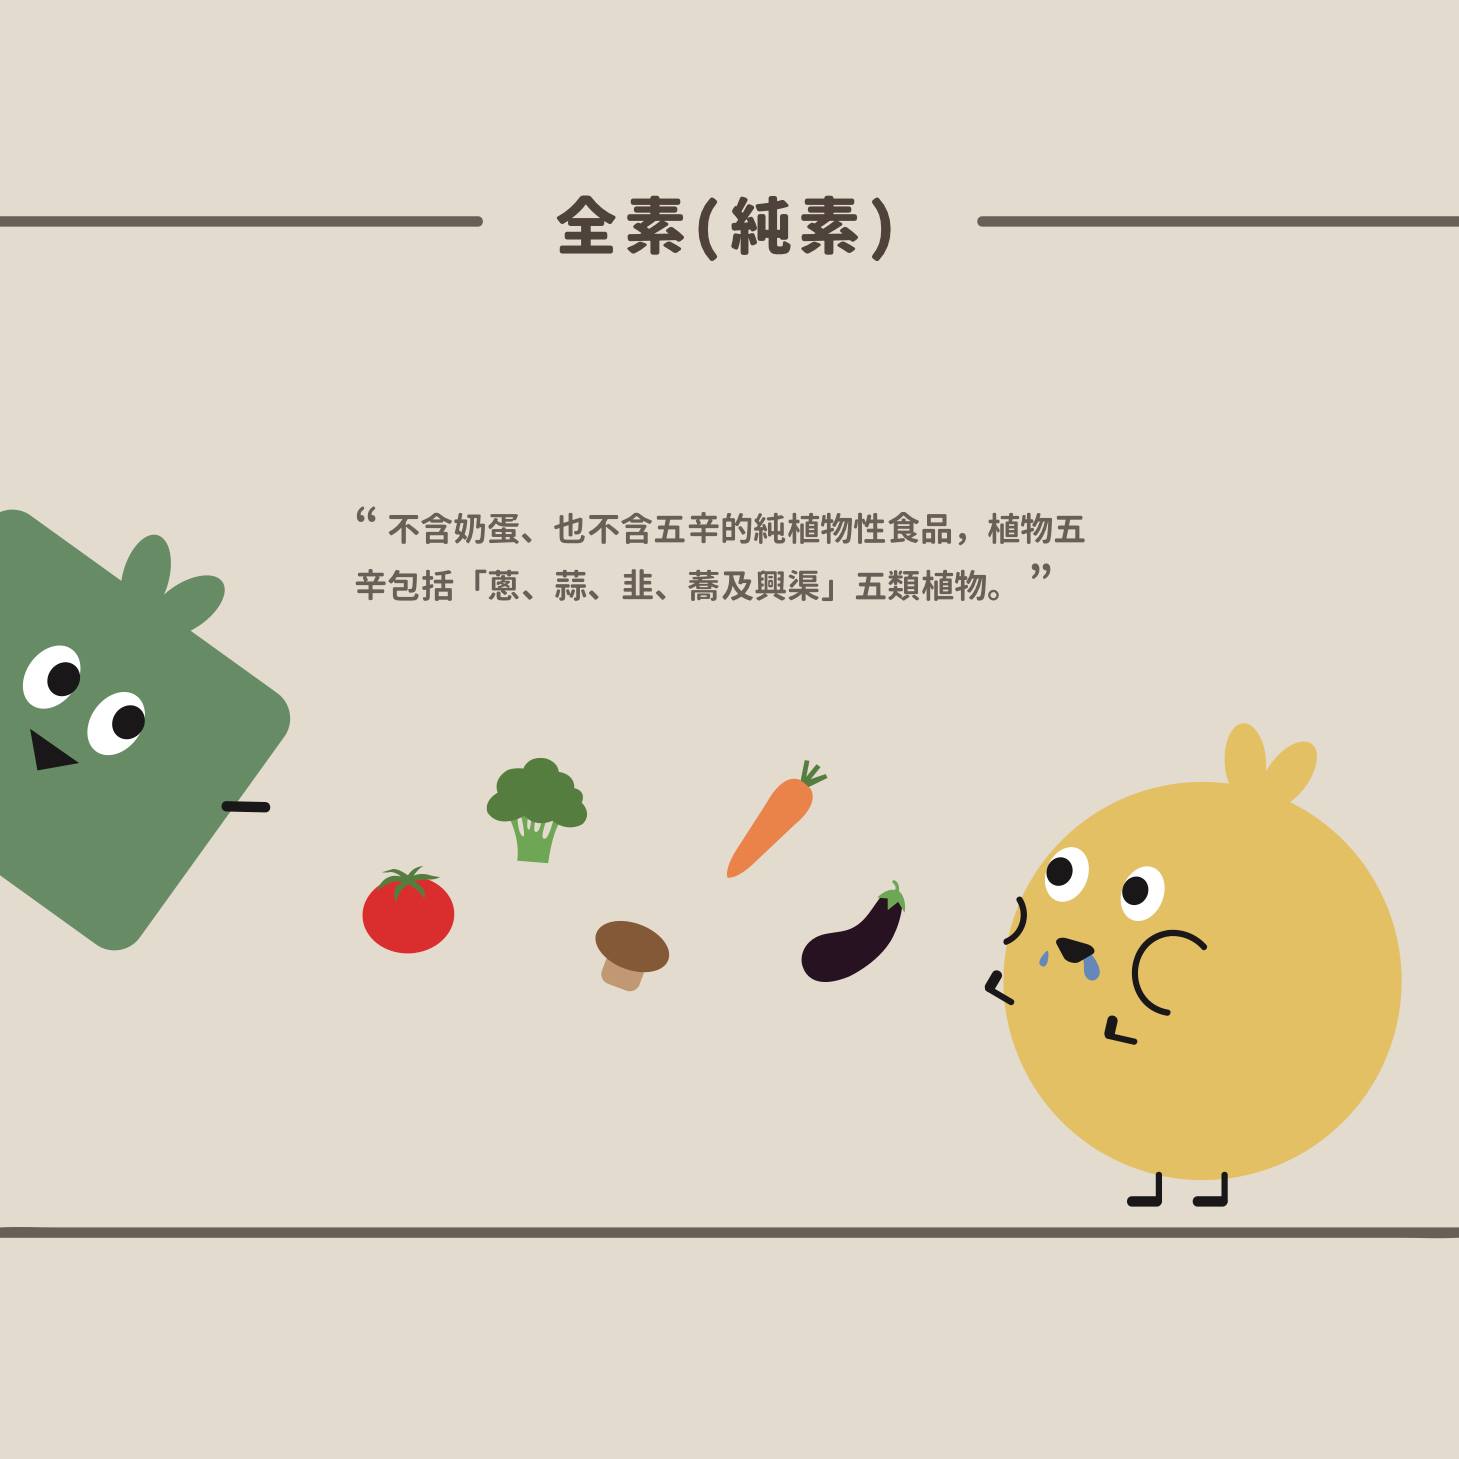 全素(純素)
“不含奶蛋、也不含五辛的純植物性食品，植物五
辛包括「蔥、蒜、韭、蕎及興渠」五類植物。”